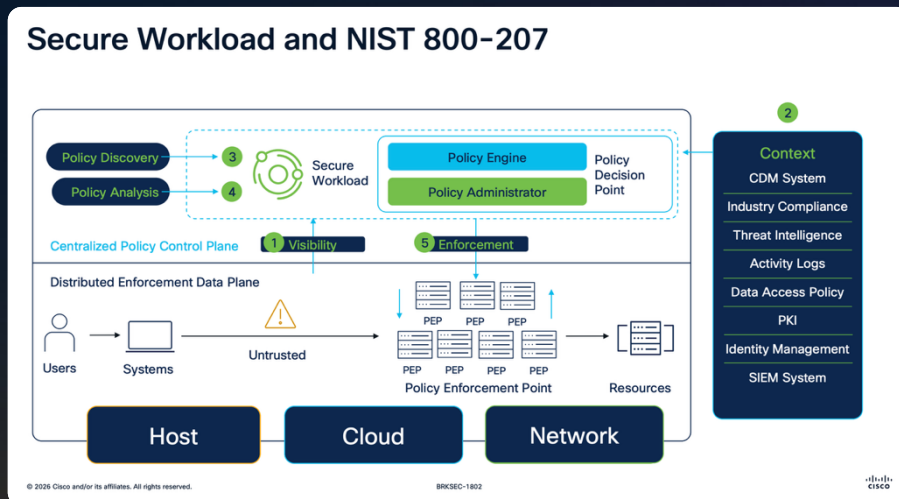 Secure Workload and NIST 800-207
2
Policy Discovery
3
Policy Analysis
4
Secure
Workload
Policy Engine
Policy Administrator
Policy
Decision
Point
Centralized Policy Control Plane
1 Visibility
5 Enforcement
Context
CDM System
Industry Compliance
Threat Intelligence
Activity Logs
Data Access Policy
PKI
Identity Management
SIEM System
Distributed Enforcement Data Plane
Users
Systems
Untrusted
PEP PEP PEP
PEP PEP PEP PEP
Policy Enforcement Point
Resources
Host
Cloud
Network
© 2026 Cisco and/or its affiliates. All rights reserved.
BRKSEC-1802
CISCO